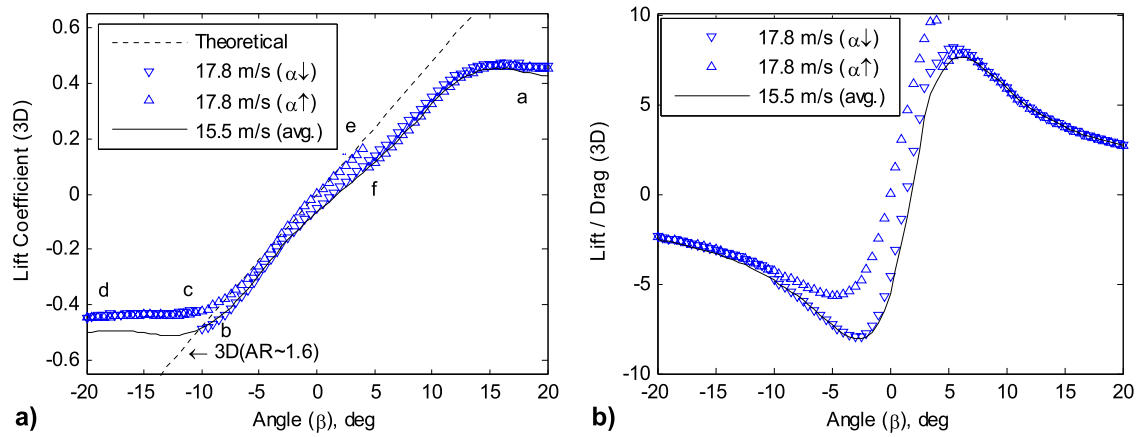 0.6
0.4
0.2
0
-0.2
-0.4
-0.6
Lift Coefficient (3D)
Theoretical
17.8 m/s (α↓)
17.8 m/s (α↑)
15.5 m/s (avg.)
a
e
f
d
c
b
← 3D(AR~1.6)
-20 -15 -10 -5 0 5 10 15 20
Angle (β), deg
a)
10
5
0
-5
-10
Lift / Drag (3D)
17.8 m/s (α↓)
17.8 m/s (α↑)
15.5 m/s (avg.)
-20 -15 -10 -5 0 5 10 15 20
Angle (β), deg
b)